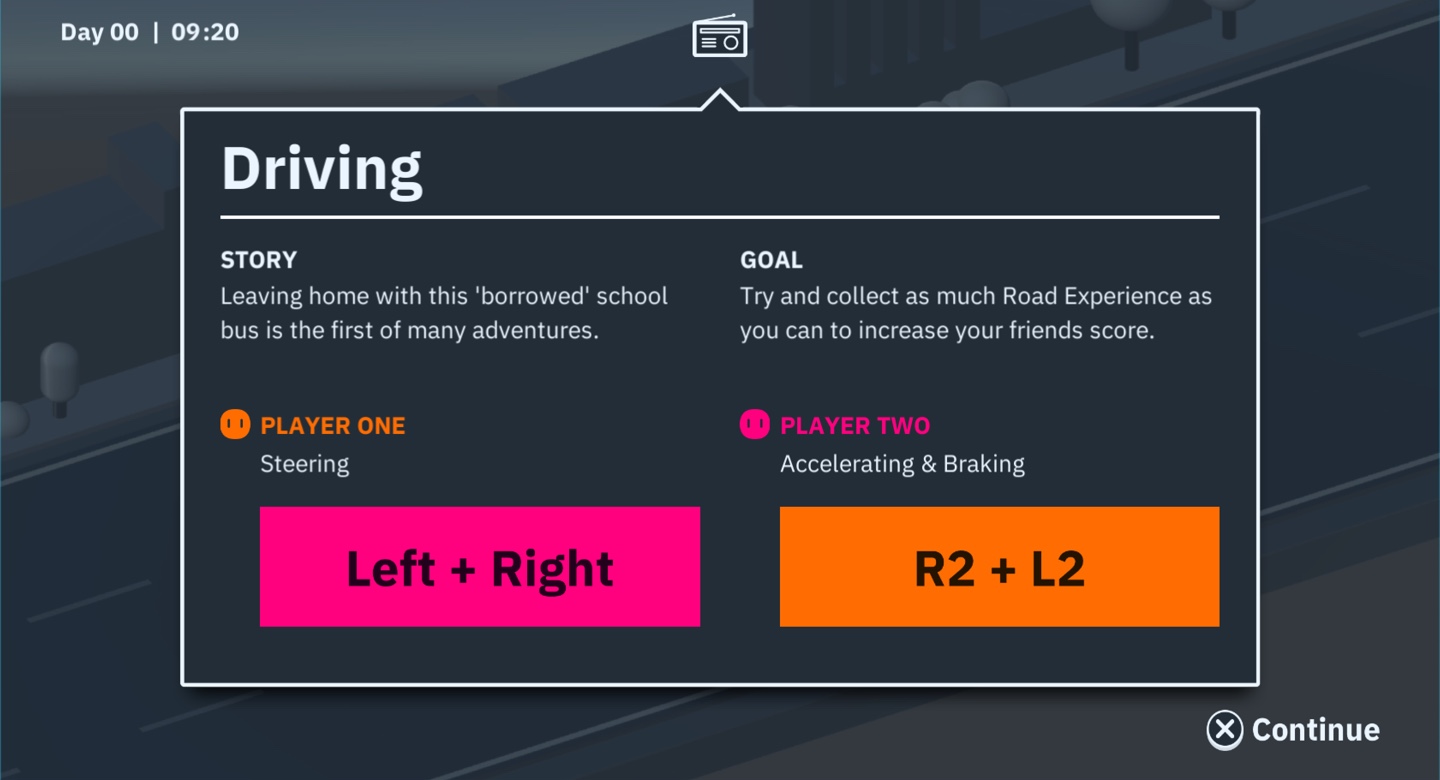 Day 00 | 09:20
Driving
STORY
Leaving home with this 'borrowed' school
bus is the first of many adventures.
GOAL
Try and collect as much Road Experience as
you can to increase your friends score.
PLAYER ONE
Steering
Left + Right
PLAYER TWO
Accelerating & Braking
R2 + L2
Continue